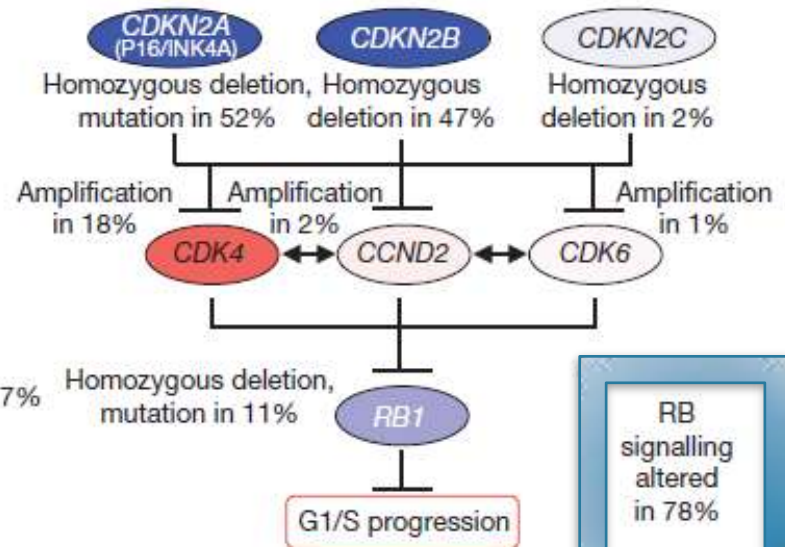 CDKN2A
(P16/INK4A)
CDKN2B
CDKN2C
Homozygous deletion,
mutation in 52%
Homozygous
deletion in 47%
Homozygous
deletion in 2%
Amplification
in 18%
Amplification
in 2%
Amplification
in 1%
CDK4
CCND2
CDK6
7%
Homozygous deletion,
mutation in 11%
RB1
RB
signalling
altered
in 78%
G1/S progression